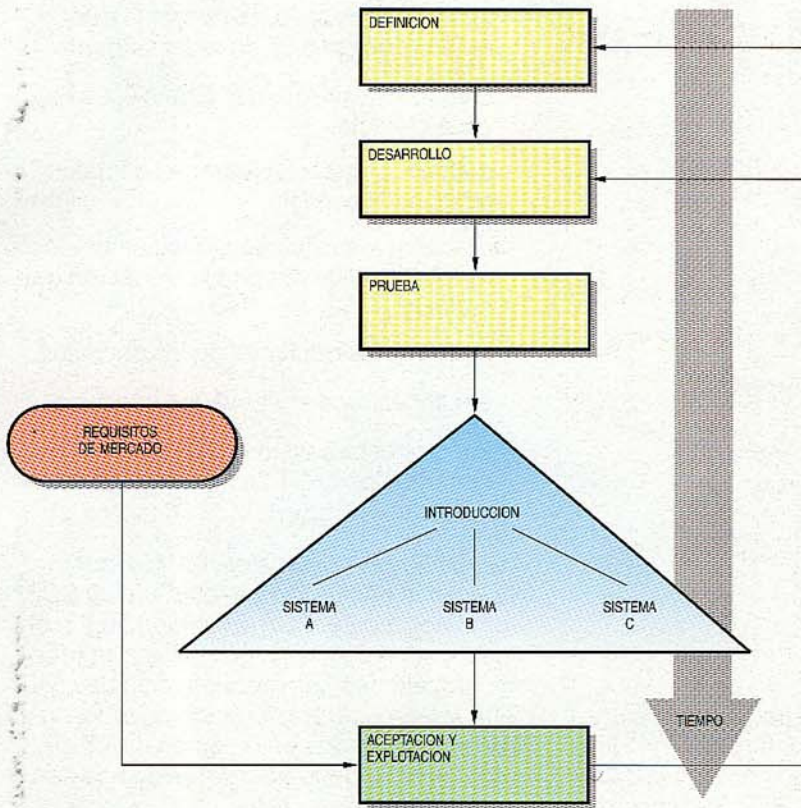 DEFINICION
DESARROLLO
PRUEBA
REQUISITOS
DE MERCADO
INTRODUCCION
SISTEMA
A
SISTEMA
B
SISTEMA
C
TIEMPO
ACEPTACION Y
EXPLOTACION